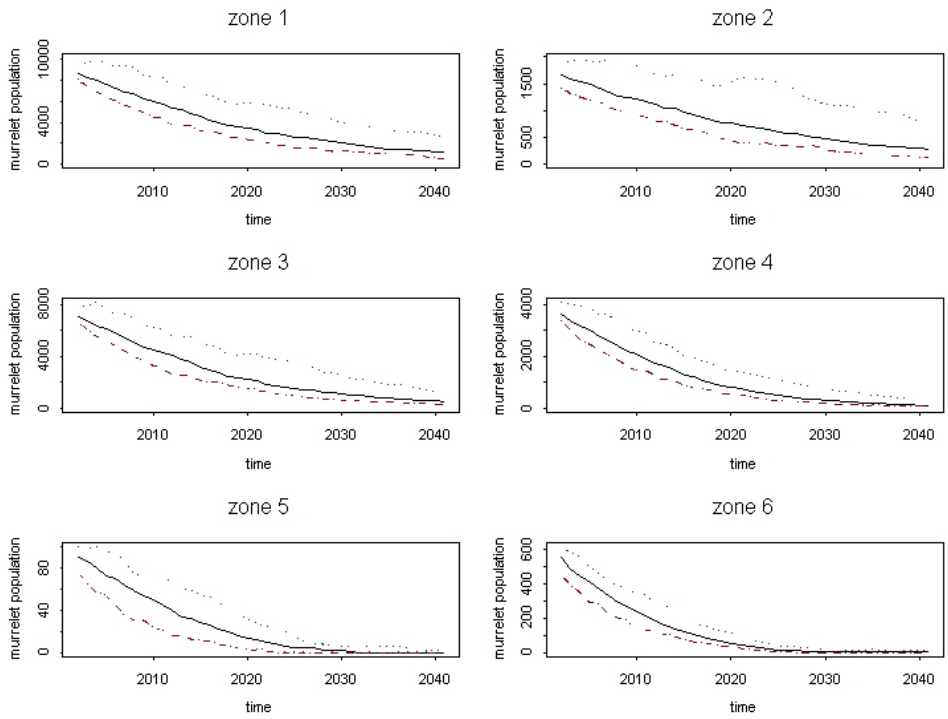 zone 1
murrelet population
0 4000 10000
2010 2020 2030 2040
time
zone 2
murrelet population
0 500 1500
2010 2020 2030 2040
time
zone 3
murrelet population
0 4000 8000
2010 2020 2030 2040
time
zone 4
murrelet population
0 2000 4000
2010 2020 2030 2040
time
zone 5
murrelet population
0 40 80
2010 2020 2030 2040
time
zone 6
murrelet population
0 200 400 600
2010 2020 2030 2040
time